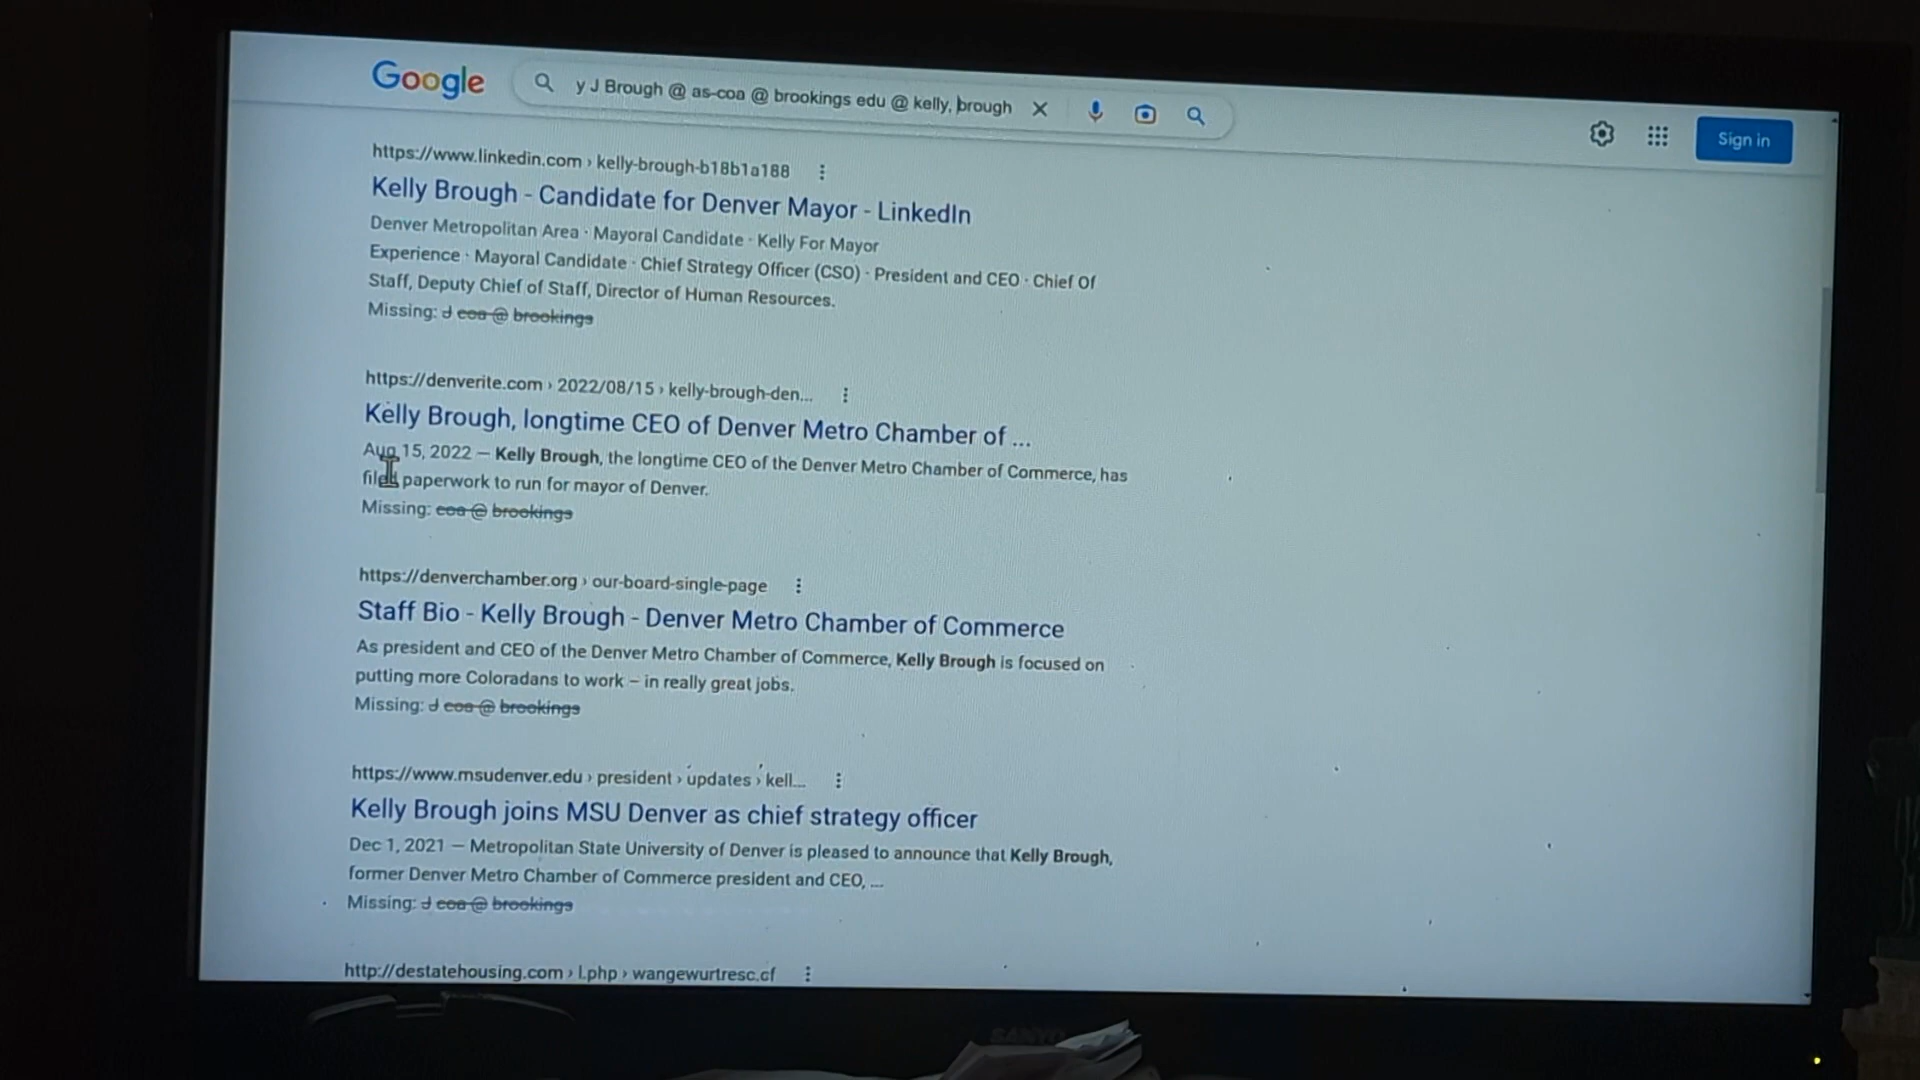 Google
y J Brough @ as-coa @ brookings edu @ kelly, brough
Sign in
https://www.linkedin.com › kelly-brough-b18b1a188
Kelly Brough - Candidate for Denver Mayor - LinkedIn
Denver Metropolitan Area · Mayoral Candidate · Kelly For Mayor
Experience · Mayoral Candidate · Chief Strategy Officer (CSO) · President and CEO · Chief Of
Staff, Deputy Chief of Staff, Director of Human Resources.
Missing: J coa @ brookings
https://denverite.com › 2022/08/15 › kelly-brough-den...
Kelly Brough, longtime CEO of Denver Metro Chamber of ...
Aug 15, 2022 — Kelly Brough, the longtime CEO of the Denver Metro Chamber of Commerce, has
filed paperwork to run for mayor of Denver.
Missing: coa @ brookings
https://denverchamber.org › our-board-single-page
Staff Bio - Kelly Brough - Denver Metro Chamber of Commerce
As president and CEO of the Denver Metro Chamber of Commerce, Kelly Brough is focused on
putting more Coloradans to work – in really great jobs.
Missing: J coa @ brookings
https://www.msudenver.edu › president › updates › kell...
Kelly Brough joins MSU Denver as chief strategy officer
Dec 1, 2021 — Metropolitan State University of Denver is pleased to announce that Kelly Brough,
former Denver Metro Chamber of Commerce president and CEO, ...
Missing: J coa @ brookings
http://destatehousing.com › l.php › wangewurtresc.cf
SANYO